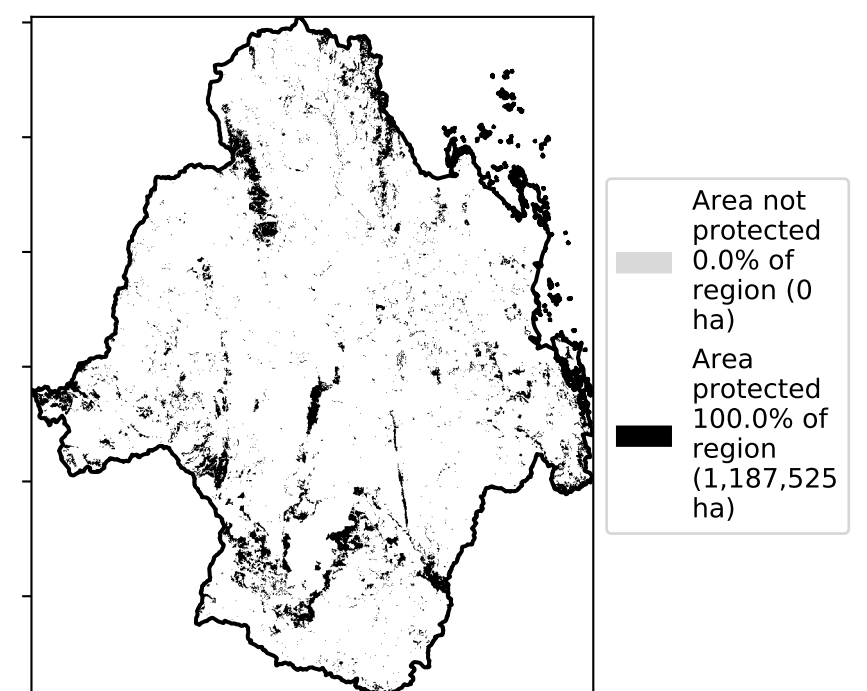 Area not
protected
0.0% of
region (0
ha)
Area
protected
100.0% of
region
(1,187,525
ha)